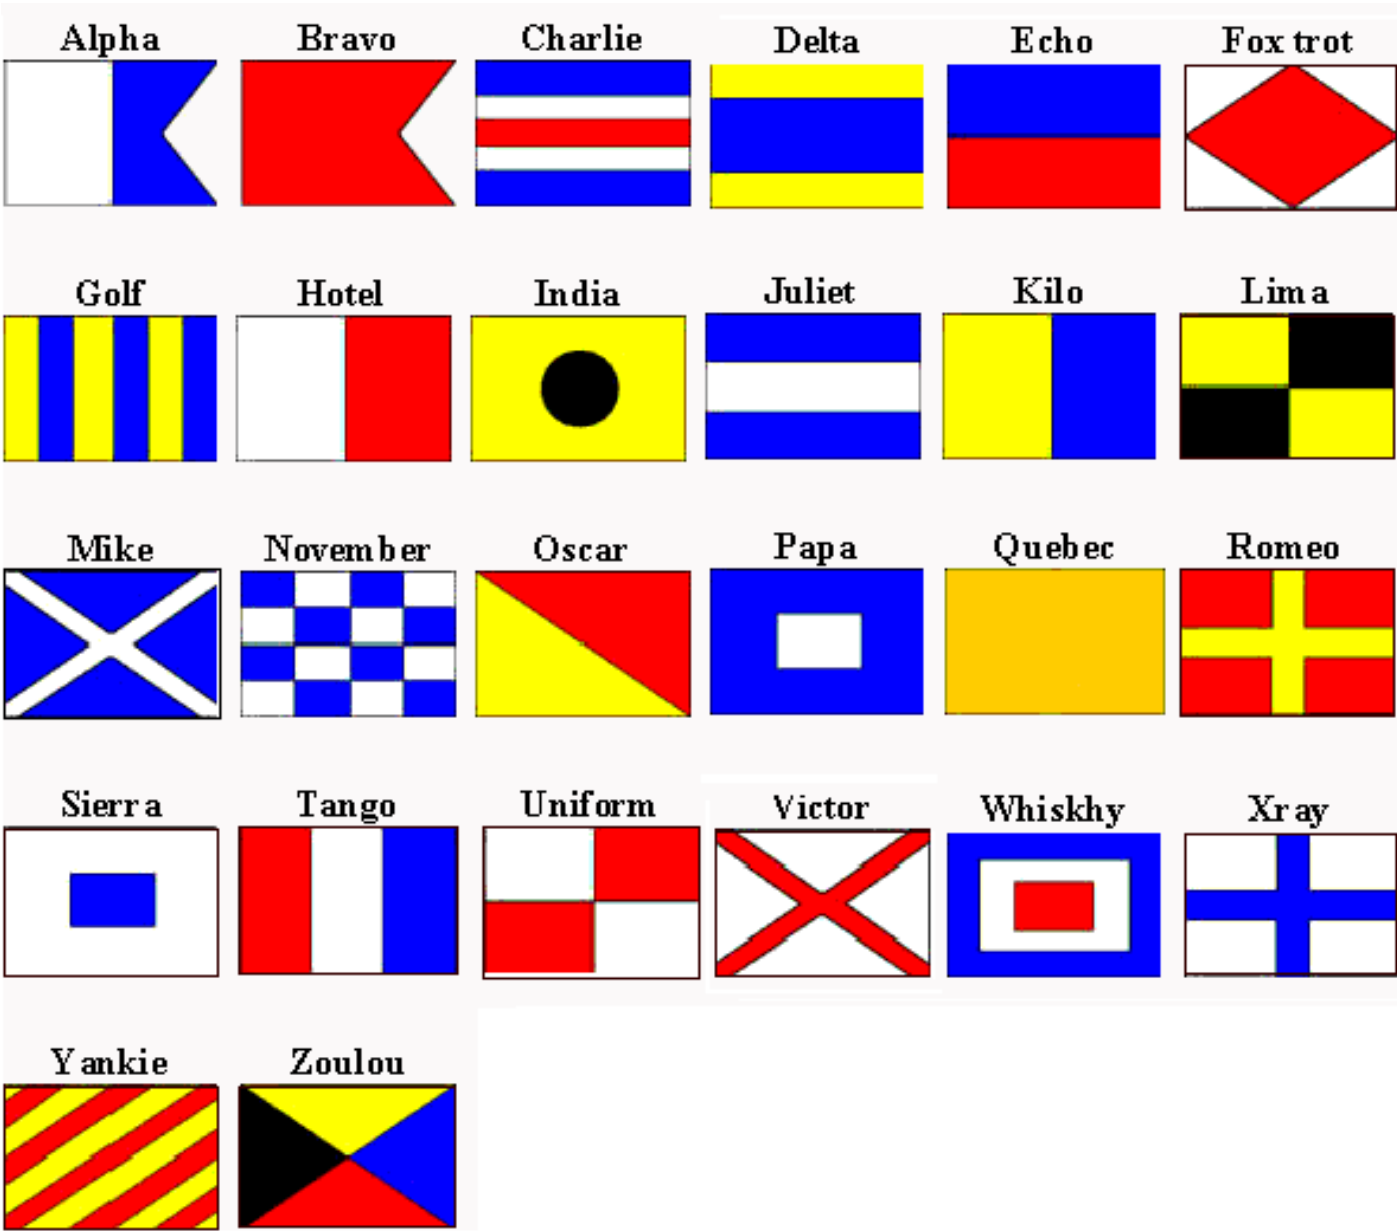 Alpha Bravo Charlie Delta Echo Fox trot
Golf Hotel India Juliet Kilo Lima
Mike November Oscar Papa Quebec Romeo
Sierra Tango Uniform Victor Whiskhy Xray
Yankie Zoulou